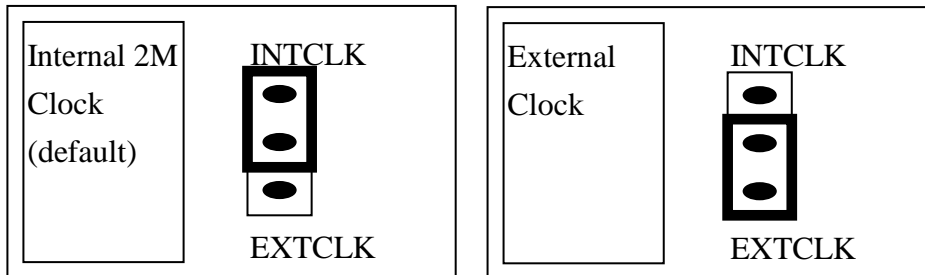 Internal 2M
Clock
(default)
INTCLK
EXTCLK
External
Clock
INTCLK
EXTCLK